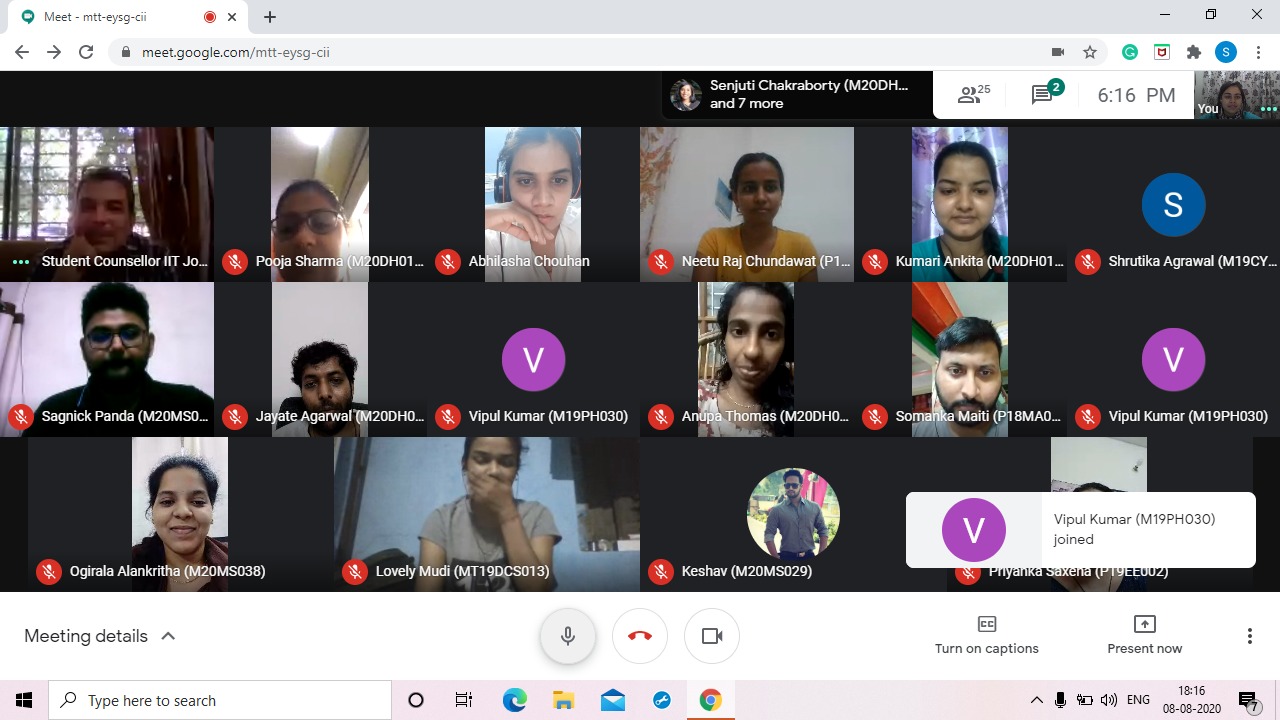 Meet - mtt-eysg-cii
meet.google.com/mtt-eysg-cii
G
S
Senjuti Chakraborty (M20DH...
and 7 more
25
2
6:16 PM
You
Student Counsellor IIT Jo...
Pooja Sharma (M20DH01...
Abhilasha Chouhan
Neetu Raj Chundawat (P1...
Kumari Ankita (M20DH01...
S
Shrutika Agrawal (M19CY...
Sagnick Panda (M20MS0...
Jayate Agarwal (M20DH0...
V
Vipul Kumar (M19PH030)
Anupa Thomas (M20DH0...
Somanka Maiti (P18MA0...
V
Vipul Kumar (M19PH030)
Ogirala Alankritha (M20MS038)
Lovely Mudi (MT19DCS013)
Keshav (M20MS029)
V
Vipul Kumar (M19PH030)
joined
Priyanka Saxena (P19EE002)
Meeting details
CC
Turn on captions
Present now
Type here to search
ENG
18:16
08-08-2020
7